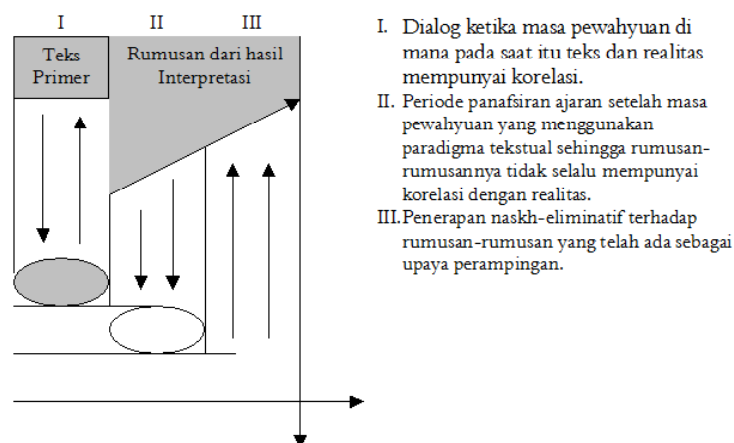 I II III
Teks
Primer
Rumusan dari hasil
Interpretasi
I. Dialog ketika masa pewahyuan di
mana pada saat itu teks dan realitas
mempunyai korelasi.
II. Periode panafsiran ajaran setelah masa
pewahyuan yang menggunakan
paradigma tekstual sehingga rumusan-
rumusannya tidak selalu mempunyai
korelasi dengan realitas.
III. Penerapan naskh-eliminatif terhadap
rumusan-rumusan yang telah ada sebagai
upaya perampingan.